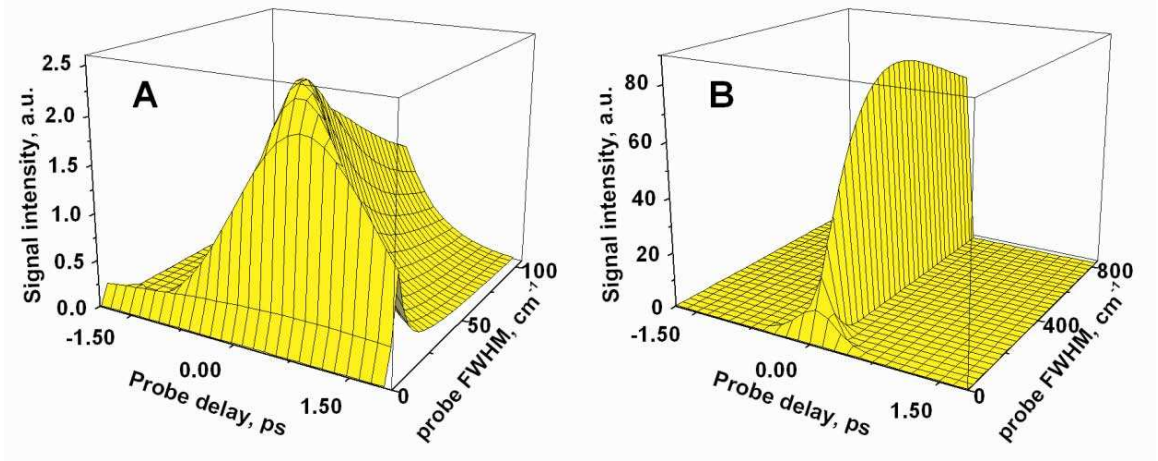 A
Signal intensity, a.u.
2.5
2.0
1.5
1.0
0.5
0.0
-1.50
0.00
1.50
Probe delay, ps
0
50
100
probe FWHM, cm-1
B
Signal intensity, a.u.
80
60
40
20
0
-1.50
0.00
1.50
Probe delay, ps
0
400
800
probe FWHM, cm-1